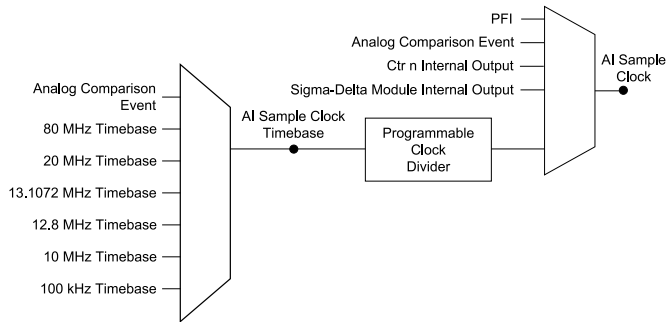 PFI
Analog Comparison Event
Ctr n Internal Output
Sigma-Delta Module Internal Output
AI Sample
Clock
Analog Comparison
Event
80 MHz Timebase
20 MHz Timebase
13.1072 MHz Timebase
12.8 MHz Timebase
10 MHz Timebase
100 kHz Timebase
AI Sample Clock
Timebase
Programmable
Clock
Divider